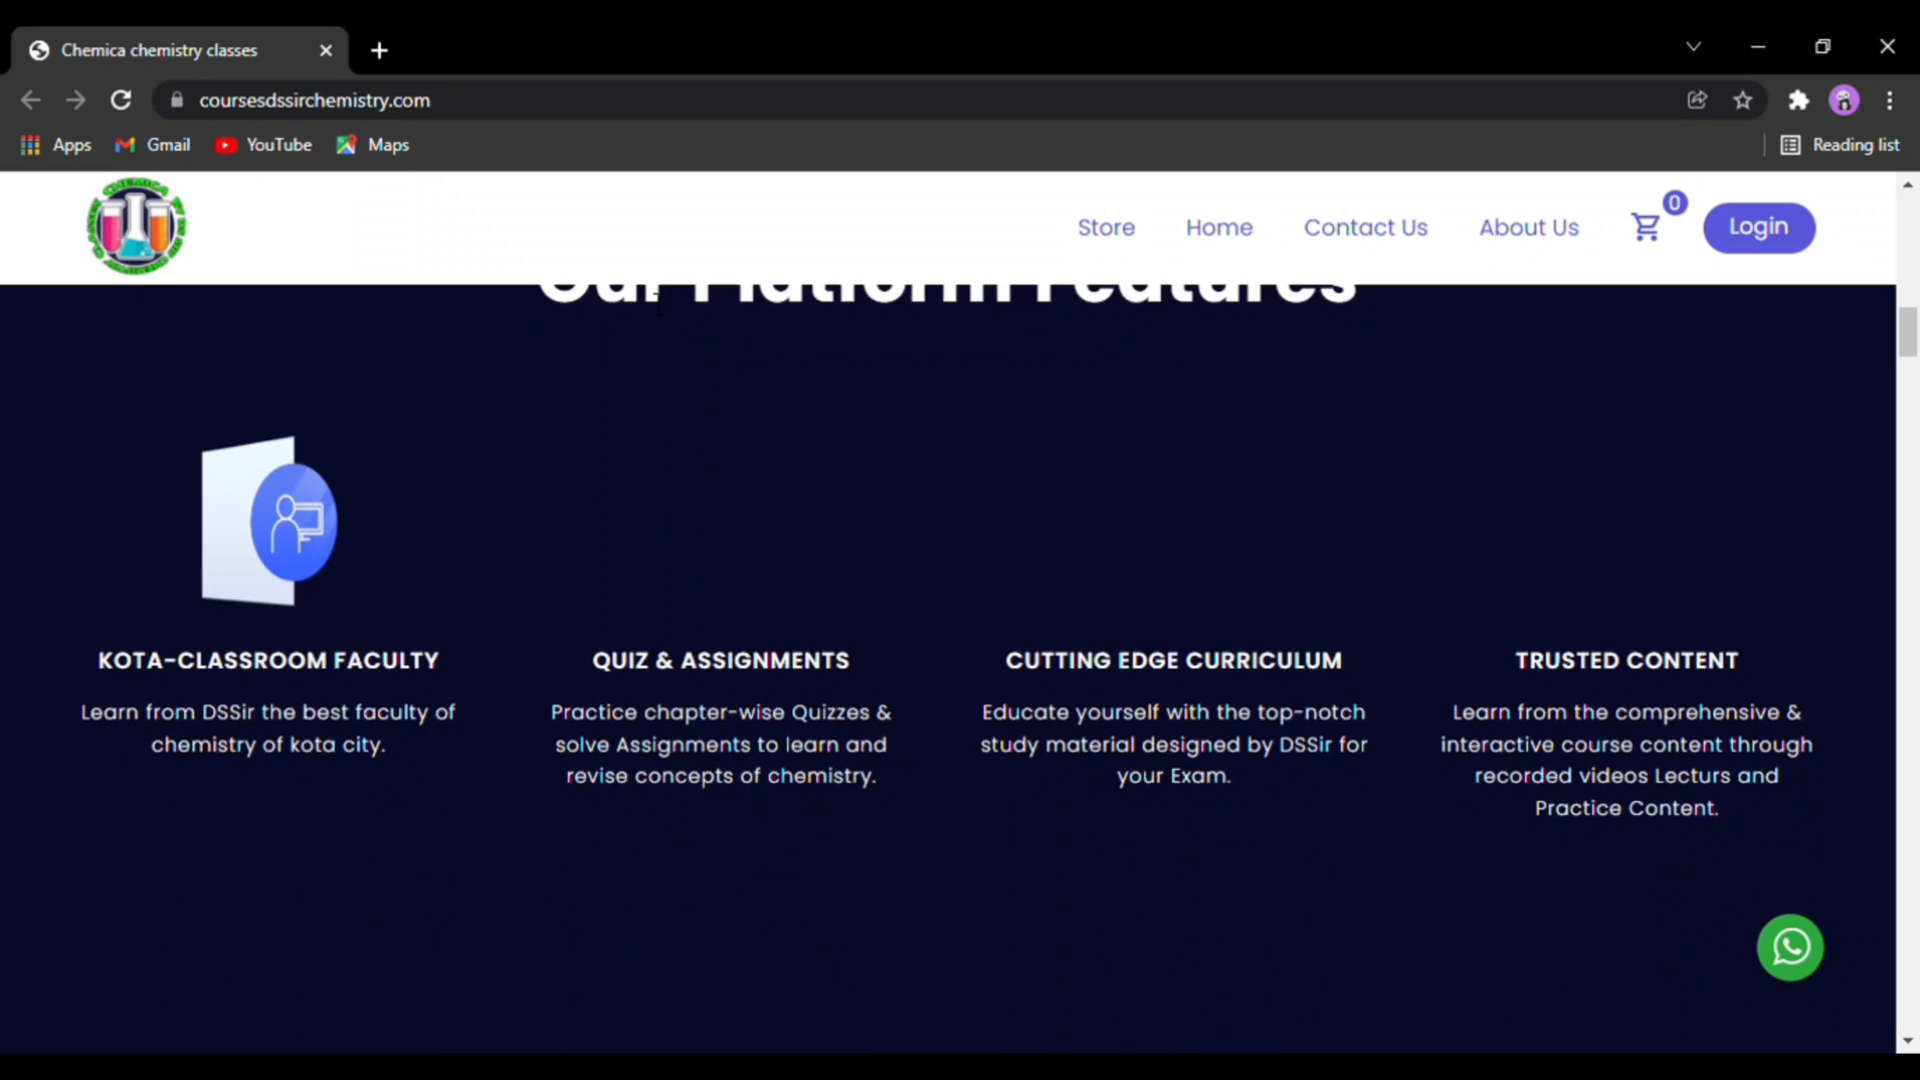 Chemica chemistry classes
coursesdssirchemistry.com
Apps Gmail YouTube Maps Reading list
CHEMICA
Store Home Contact Us About Us 0 Login
Our Platform Features
KOTA-CLASSROOM FACULTY
Learn from DSSir the best faculty of
chemistry of kota city.
QUIZ & ASSIGNMENTS
Practice chapter-wise Quizzes &
solve Assignments to learn and
revise concepts of chemistry.
CUTTING EDGE CURRICULUM
Educate yourself with the top-notch
study material designed by DSSir for
your Exam.
TRUSTED CONTENT
Learn from the comprehensive &
interactive course content through
recorded videos Lecturs and
Practice Content.